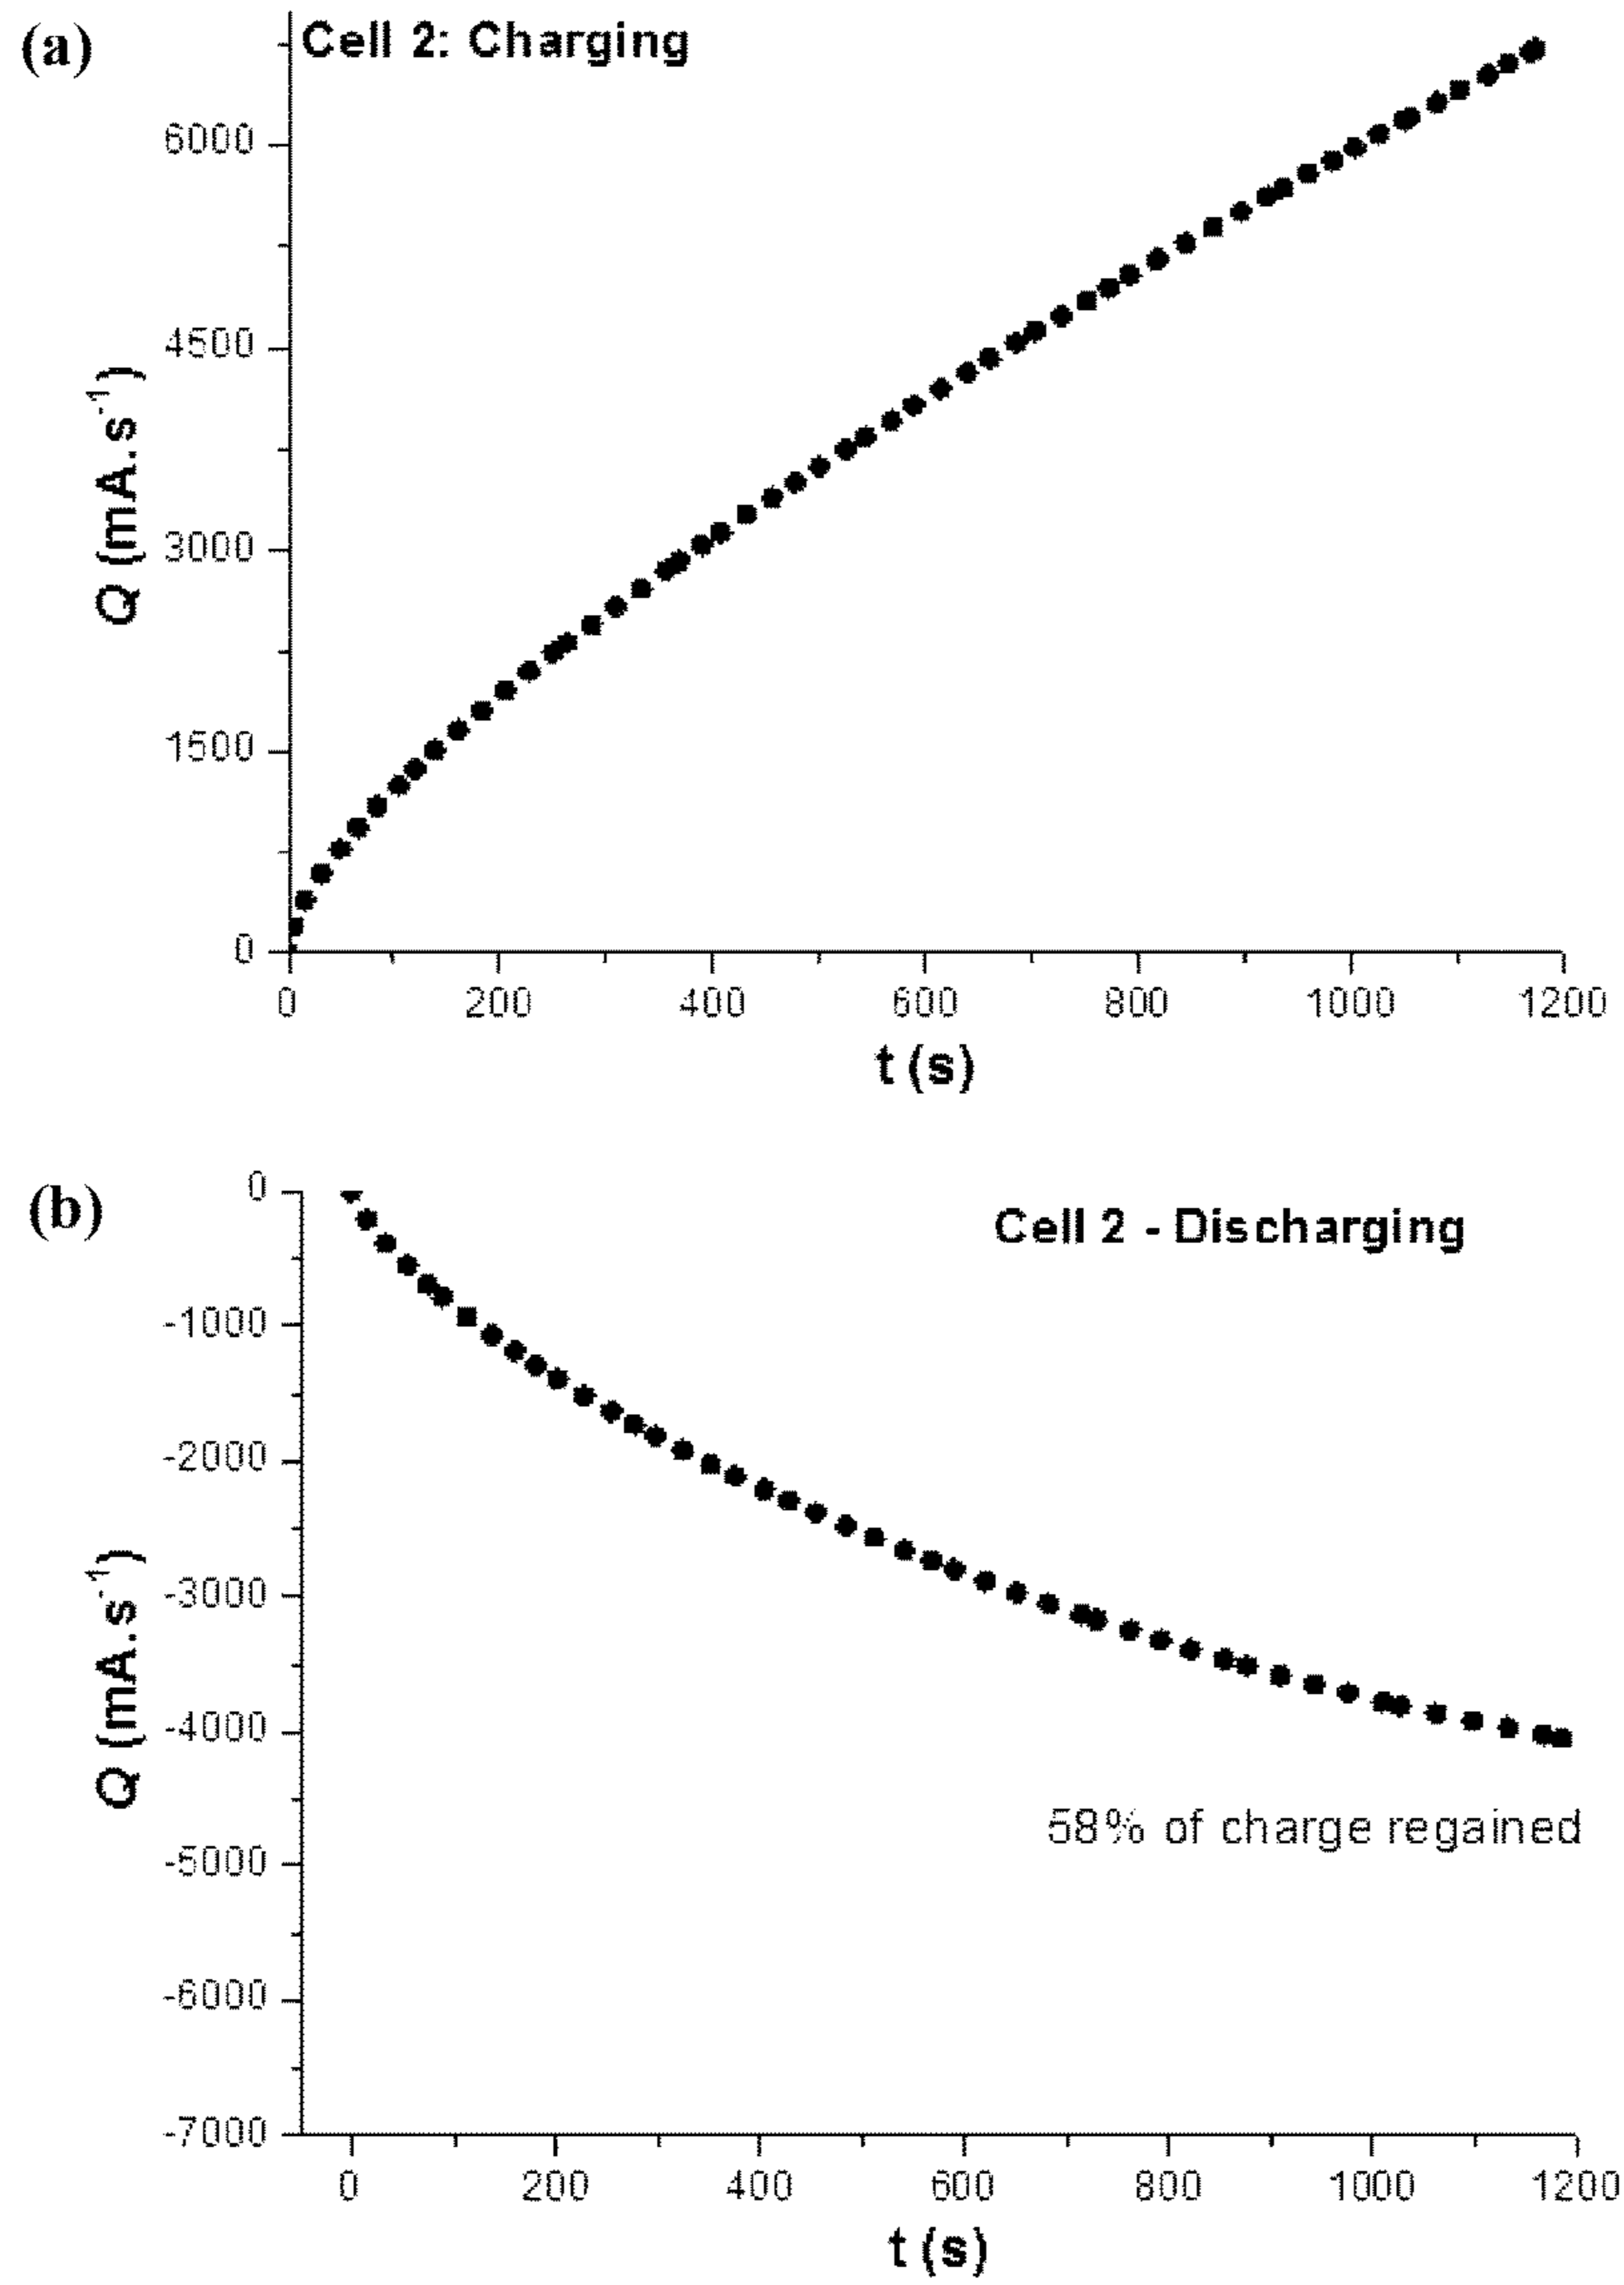 (a)
Cell 2: Charging
6000
4500
3000
1500
0
Q (mA.s⁻¹)
0 200 400 600 800 1000 1200
t (s)
(b)
Cell 2 - Discharging
0
-1000
-2000
-3000
-4000
-5000
-6000
-7000
Q (mA.s⁻¹)
58% of charge regained
0 200 400 600 800 1000 1200
t (s)